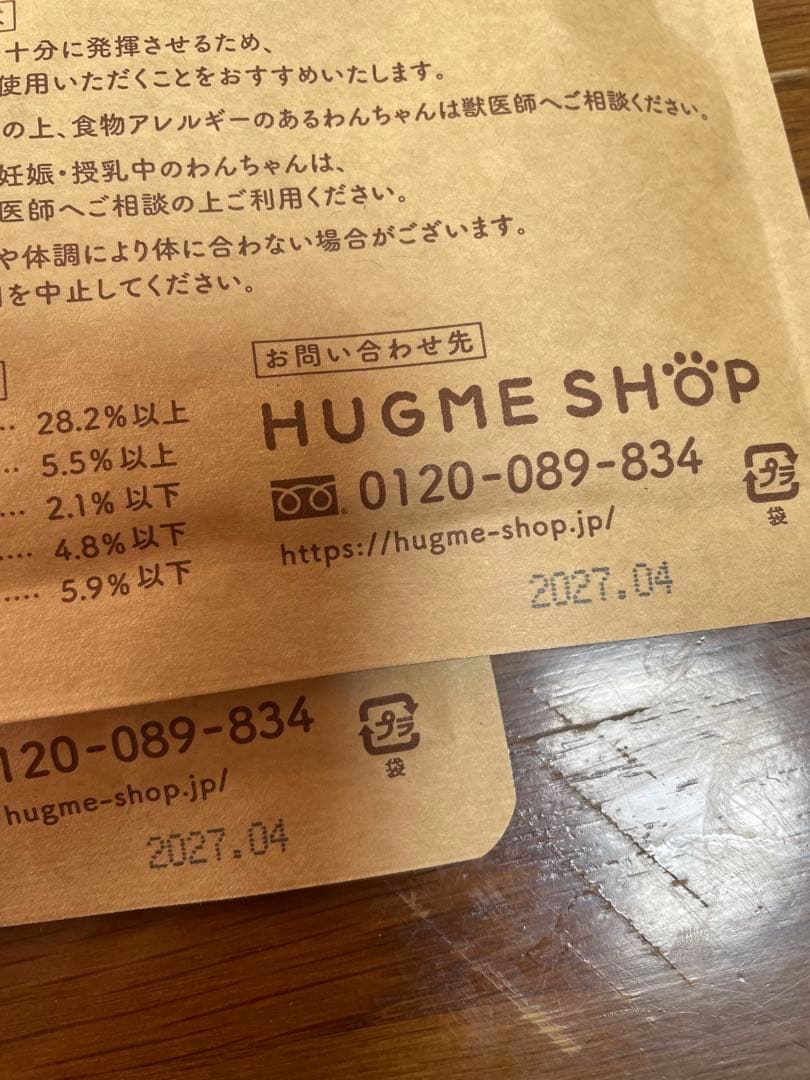 十分に発揮させるため、
使用いただくことをおすすめいたします。
の上、食物アレルギーのあるわんちゃんは獣医師へご相談ください。
妊娠・授乳中のわんちゃんは、
医師へご相談の上ご利用ください。
や体調により体に合わない場合がございます。
を中止してください。
お問い合わせ先
HUGME SHOP
0120-089-834
https://hugme-shop.jp/
プラ
袋
2027.04
.. 28.2%以上
... 5.5%以上
.... 2.1%以下
.... 4.8%以下
..... 5.9%以下
120-089-834
hugme-shop.jp/
プラ
袋
2027.04